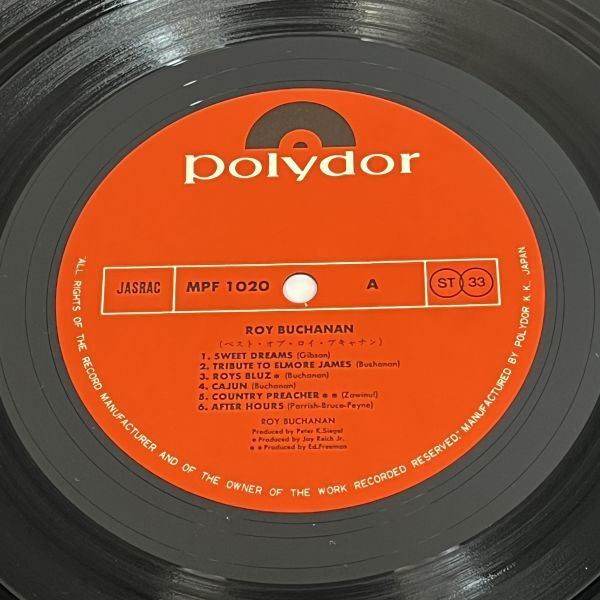 polydor
JASRAC MPF 1020 A ST 33
ROY BUCHANAN
(ベスト・オブ・ロイ・ブキャナン)
1. SWEET DREAMS (Gibson)
2. TRIBUTE TO ELMORE JAMES (Buchanan)
3. ROYS BLUZ * (Buchanan)
4. CAJUN (Buchanan)
5. COUNTRY PREACHER * * (Zawinul)
6. AFTER HOURS (Parrish-Bruce-Feyne)
ROY BUCHANAN
Produced by Peter K.Siegel
* Produced by Jay Reich Jr.
* * Produced by Ed.Freeman
"ALL RIGHTS OF THE RECORD MANUFACTURER AND OF THE OWNER OF THE WORK RECORDED RESERVED." MANUFACTURED BY POLYDOR K.K., JAPAN